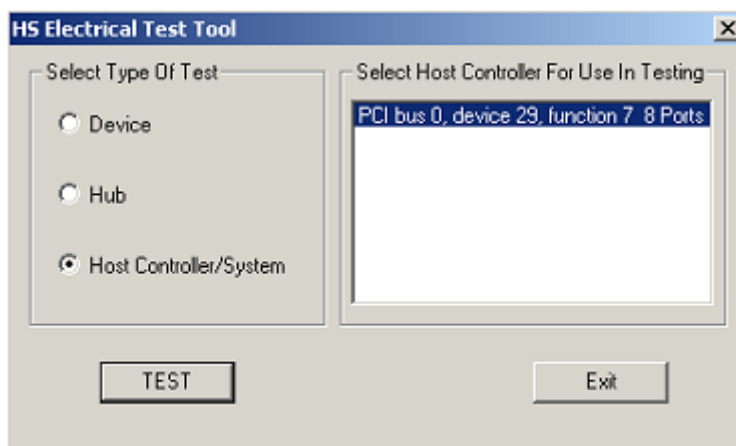 HS Electrical Test Tool
Select Type Of Test
Device
Hub
Host Controller/System
Select Host Controller For Use In Testing
PCI bus 0, device 29, function 7 8 Ports
TEST
Exit